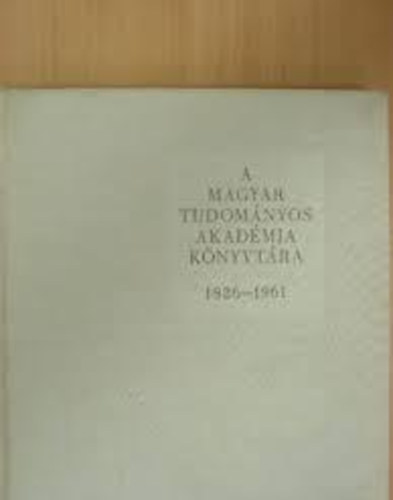 A
MAGYAR
TUDOMÁNYOS
AKADÉMIA
KÖNYVTÁRA
1826–1961